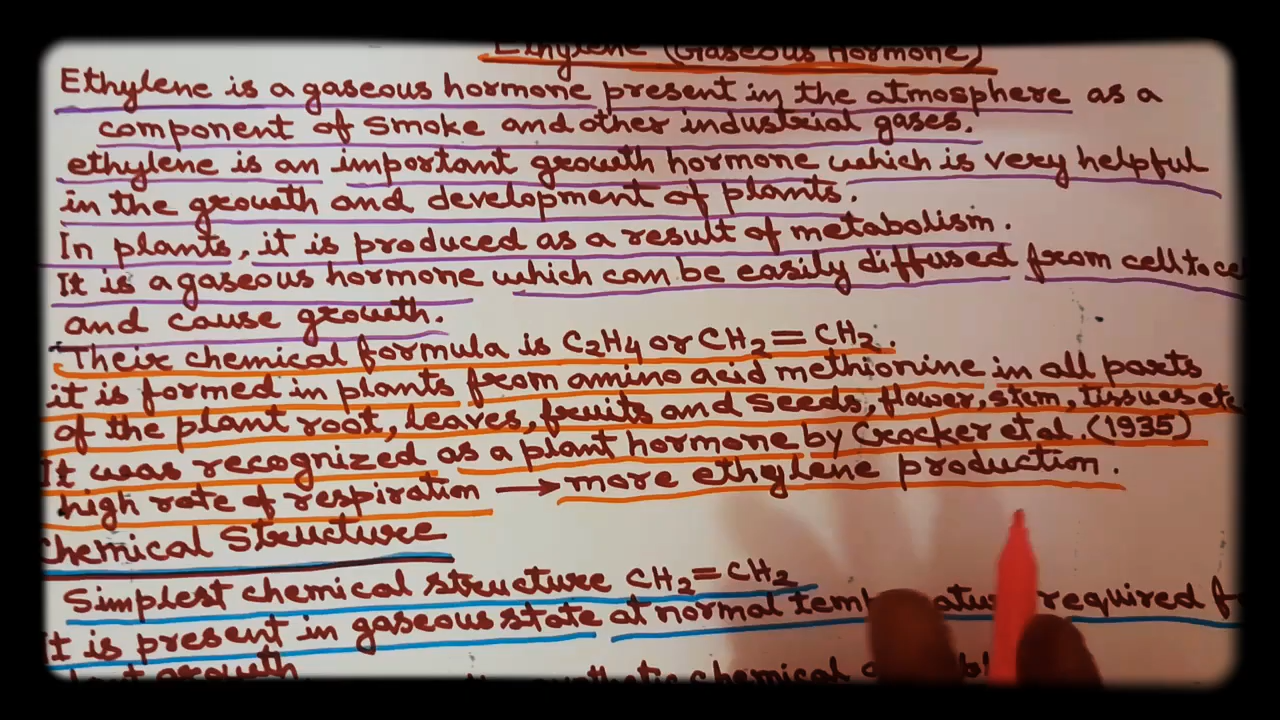 Ethylene (Gaseous Hormone)
Ethylene is a gaseous hormone present in the atmosphere as a
component of smoke and other industrial gases.
ethylene is an important growth hormone which is very helpful
in the growth and development of plants.
In plants, it is produced as a result of metabolism.
It is a gaseous hormone which can be easily diffused from cell to ce
and cause growth.
Their chemical formula is C2H4 or CH2=CH2.
it is formed in plants from amino acid methionine in all parts
of the plant root, leaves, fruits and seeds, flower, stem, tissues etc
It was recognized as a plant hormone by Crocker et al. (1935)
high rate of respiration → more ethylene production.
Chemical Structure
Simplest chemical structure CH2=CH2
It is present in gaseous state at normal required f
growth
synthetic chemical